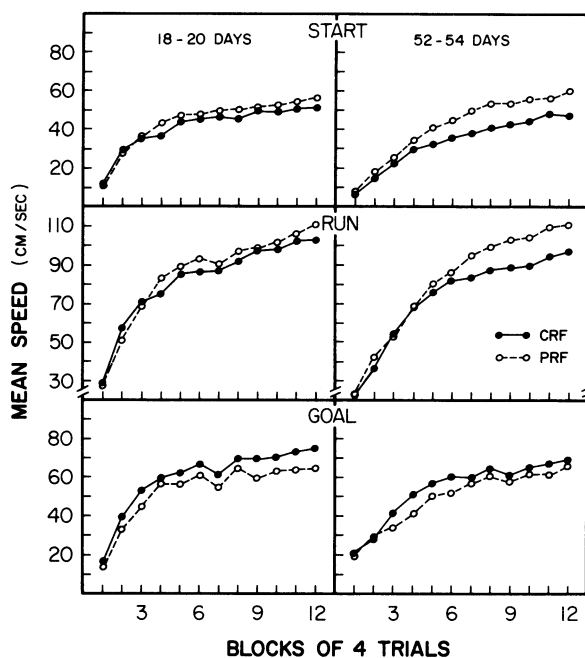 18 - 20 DAYS START 52 - 54 DAYS
60
40
20
RUN
110
90
70
50
30
CRF
PRF
GOAL
80
60
40
20
3 6 9 12 3 6 9 12
BLOCKS OF 4 TRIALS
MEAN SPEED (CM/SEC)